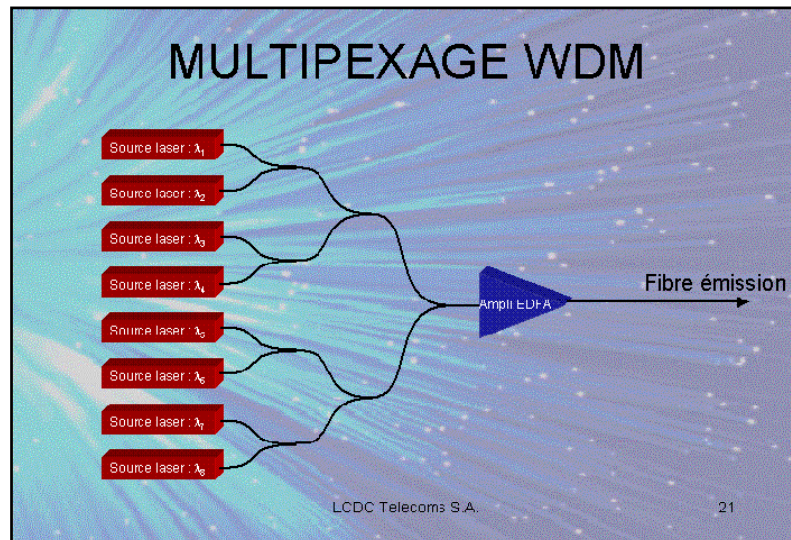 MULTIPEXAGE WDM
Source laser : λ₁
Source laser : λ₂
Source laser : λ₃
Source laser : λ₄
Source laser : λ₅
Source laser : λ₆
Source laser : λ₇
Source laser : λ₈
Ampli EDFA
Fibre émission
LCDC Telecoms S.A.
21